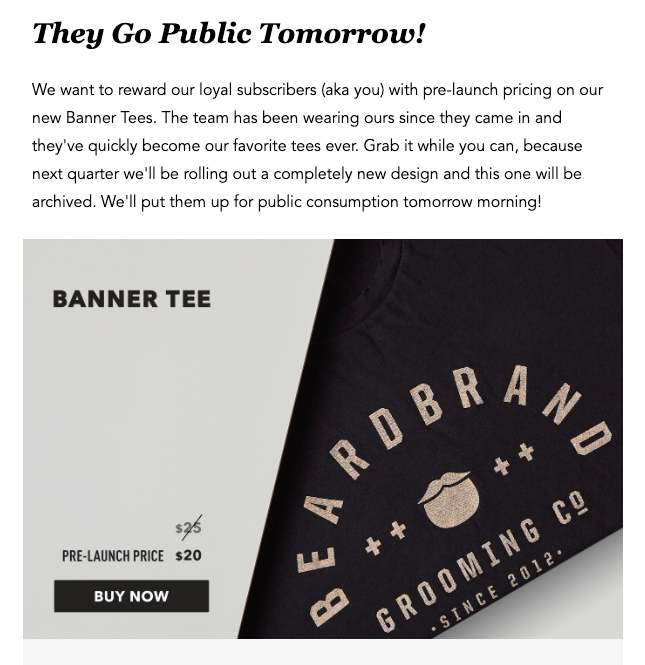 They Go Public Tomorrow!
We want to reward our loyal subscribers (aka you) with pre-launch pricing on our
new Banner Tees. The team has been wearing ours since they came in and
they've quickly become our favorite tees ever. Grab it while you can, because
next quarter we'll be rolling out a completely new design and this one will be
archived. We'll put them up for public consumption tomorrow morning!
BANNER TEE
$25
PRE-LAUNCH PRICE $20
BUY NOW
BEARDBRAND
GROOMING Cº
.SINCE 2012.